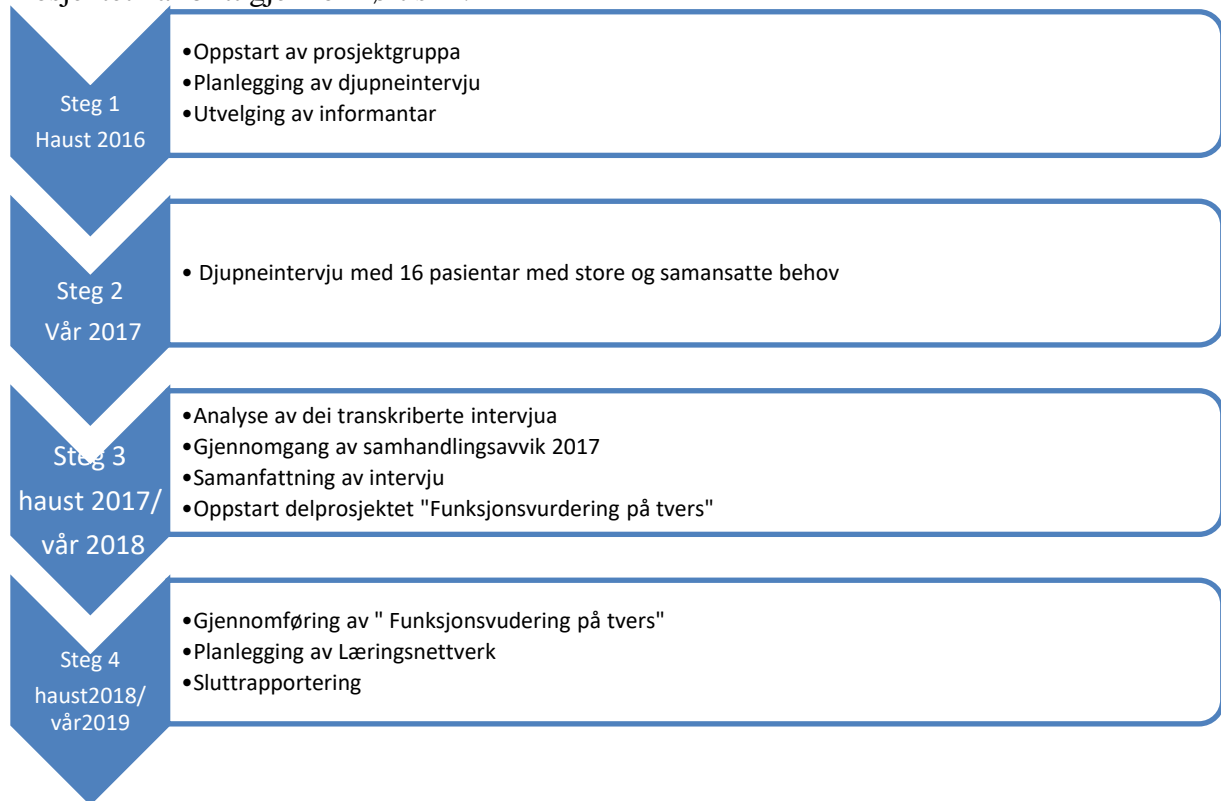 Steg 1
Haust 2016
•Oppstart av prosjektgruppa
•Planlegging av djupneintervju
•Utvelging av informantar
Steg 2
Vår 2017
• Djupneintervju med 16 pasientar med store og samansatte behov
Steg 3
haust 2017/
vår 2018
•Analyse av dei transkriberte intervjua
•Gjennomgang av samhandlingsavvik 2017
•Samanfattning av intervju
•Oppstart delprosjektet "Funksjonsvurdering på tvers"
Steg 4
haust2018/
vår2019
•Gjennomføring av " Funksjonsvudering på tvers"
•Planlegging av Læringsnettverk
•Sluttrapportering